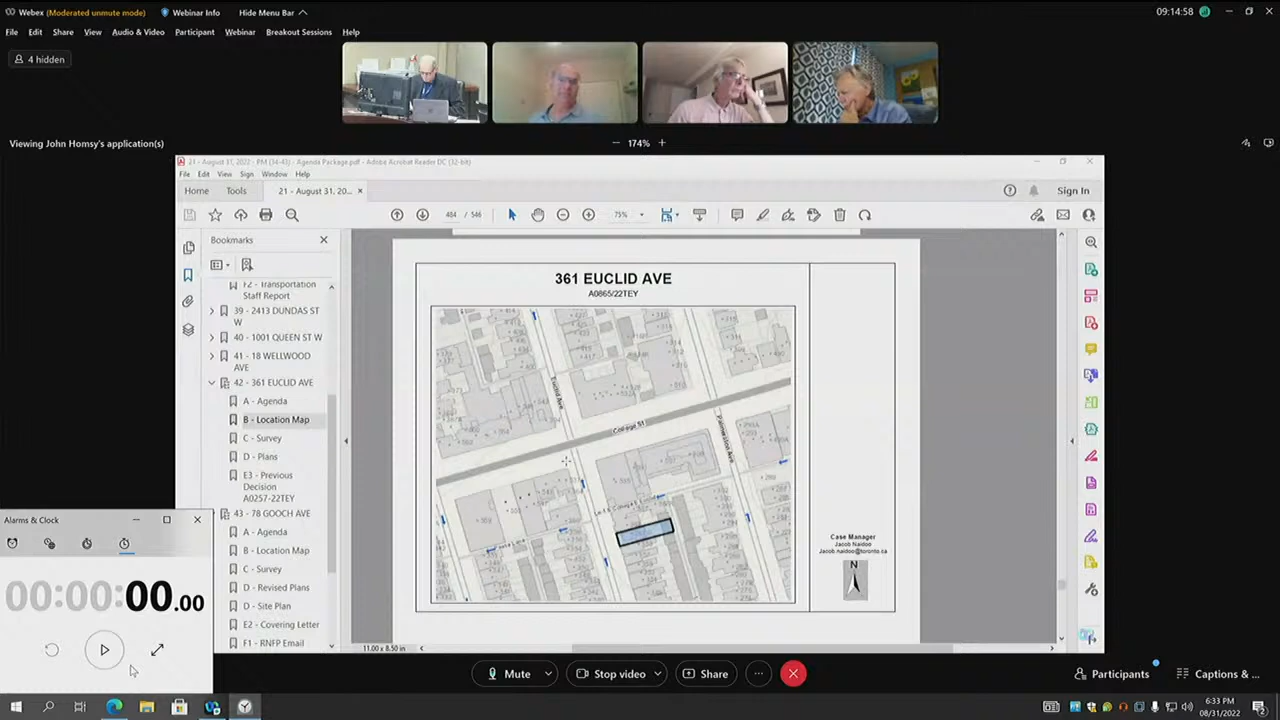 Webex (Moderated unmute mode) Webinar Info Hide Menu Bar 09:14:58
File Edit Share View Audio & Video Participant Webinar Breakout Sessions Help
4 hidden
Viewing John Homsy's application(s)
174%
21 - August 31, 2022 - PM (34-43) - Agenda Package.pdf - Adobe Acrobat Reader DC (32-bit)
File Edit View Sign Window Help
Home Tools 21 - August 31, 20... × Sign In
484 / 546 75%
Bookmarks
F2 - Transportation
Staff Report
39 - 2413 DUNDAS ST
W
40 - 1001 QUEEN ST W
41 - 18 WELLWOOD
AVE
42 - 361 EUCLID AVE
A - Agenda
B - Location Map
C - Survey
D - Plans
E3 - Previous
Decision
A0257-22TEY
43 - 78 GOOCH AVE
A - Agenda
B - Location Map
C - Survey
D - Revised Plans
D - Site Plan
E2 - Covering Letter
F1 - RNFP Email
361 EUCLID AVE
A0865/22TEY
Euclid Ave
College St
Palmerston Ave
Case Manager
Jacob Naidoo
Jacob.naidoo@toronto.ca
N
11.00 x 8.50 in
Alarms & Clock
00:00:00.00
Mute Stop video Share Participants Captions & ...
6:33 PM
08/31/2022